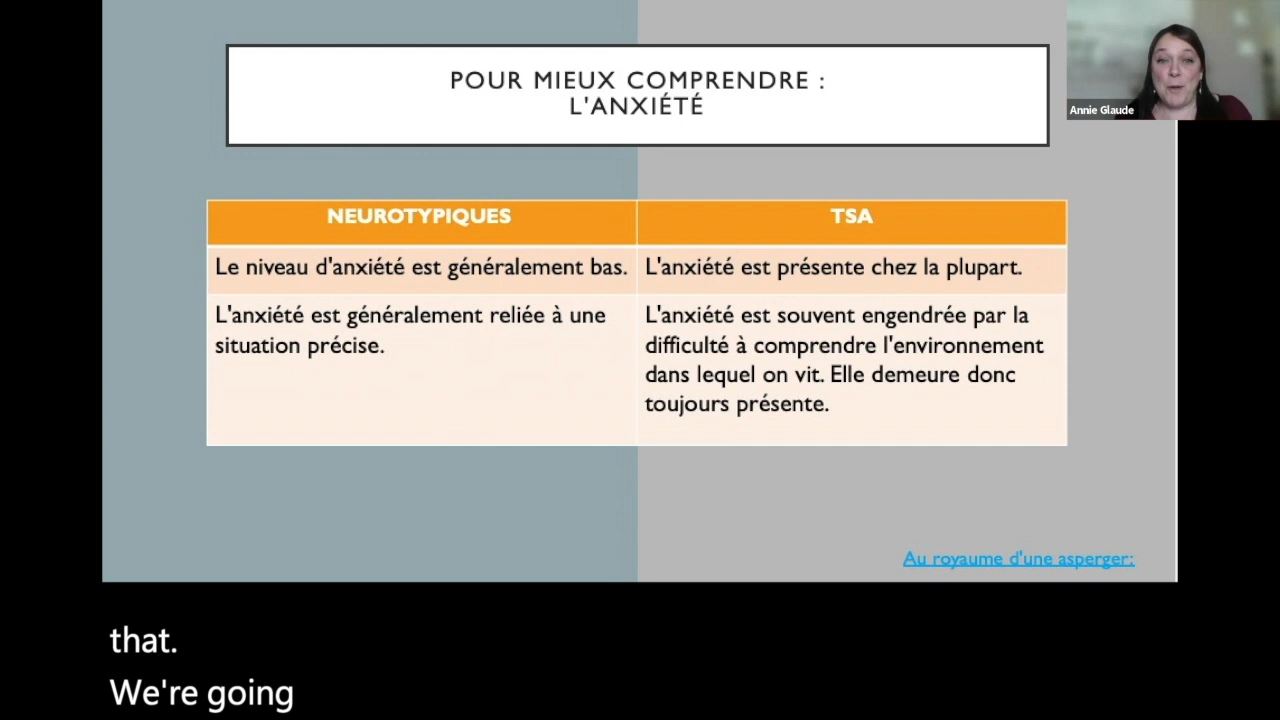 POUR MIEUX COMPRENDRE :
L'ANXIÉTÉ
Annie Glaude
NEUROTYPIQUES
TSA
Le niveau d'anxiété est généralement bas.
L'anxiété est présente chez la plupart.
L'anxiété est généralement reliée à une
situation précise.
L'anxiété est souvent engendrée par la
difficulté à comprendre l'environnement
dans lequel on vit. Elle demeure donc
toujours présente.
Au royaume d'une asperger:
that.
We're going